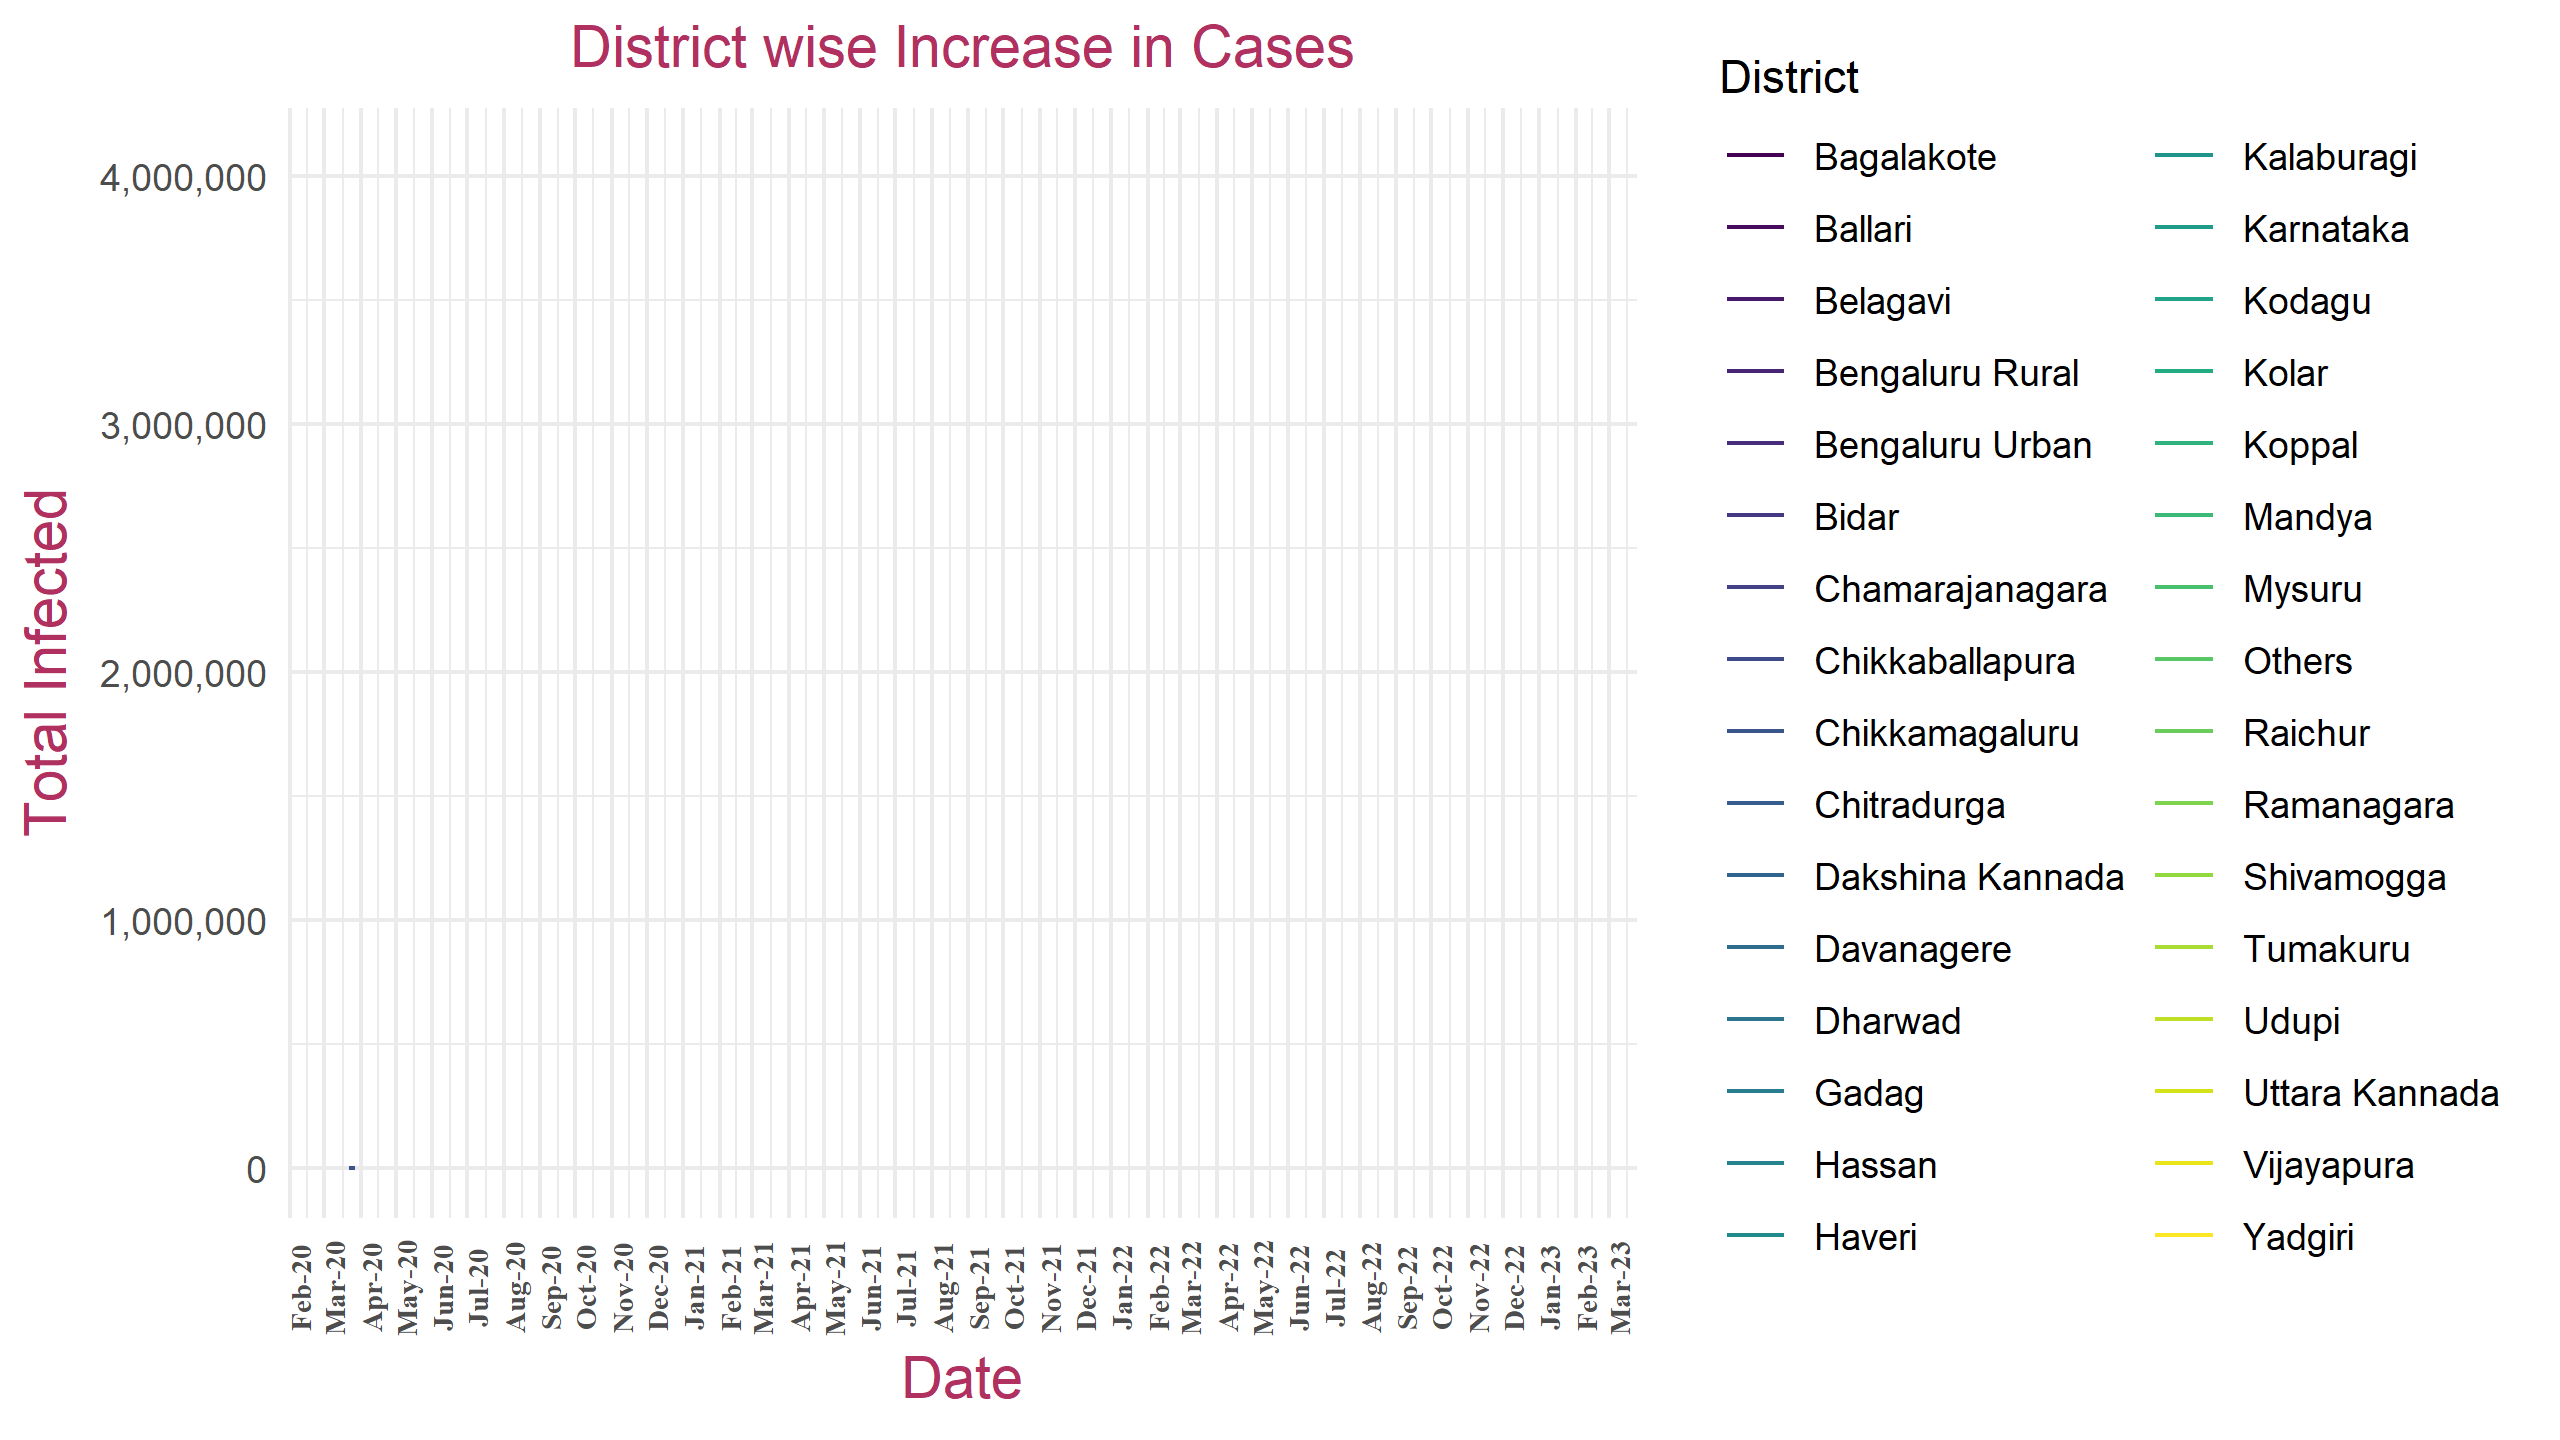 District wise Increase in Cases
Total Infected
4,000,000
3,000,000
2,000,000
1,000,000
0
Feb-20
Mar-20
Apr-20
May-20
Jun-20
Jul-20
Aug-20
Sep-20
Oct-20
Nov-20
Dec-20
Jan-21
Feb-21
Mar-21
Apr-21
May-21
Jun-21
Jul-21
Aug-21
Sep-21
Oct-21
Nov-21
Dec-21
Jan-22
Feb-22
Mar-22
Apr-22
May-22
Jun-22
Jul-22
Aug-22
Sep-22
Oct-22
Nov-22
Dec-22
Jan-23
Feb-23
Mar-23
Date
District
Bagalakote
Ballari
Belagavi
Bengaluru Rural
Bengaluru Urban
Bidar
Chamarajanagara
Chikkaballapura
Chikkamagaluru
Chitradurga
Dakshina Kannada
Davanagere
Dharwad
Gadag
Hassan
Haveri
Kalaburagi
Karnataka
Kodagu
Kolar
Koppal
Mandya
Mysuru
Others
Raichur
Ramanagara
Shivamogga
Tumakuru
Udupi
Uttara Kannada
Vijayapura
Yadgiri